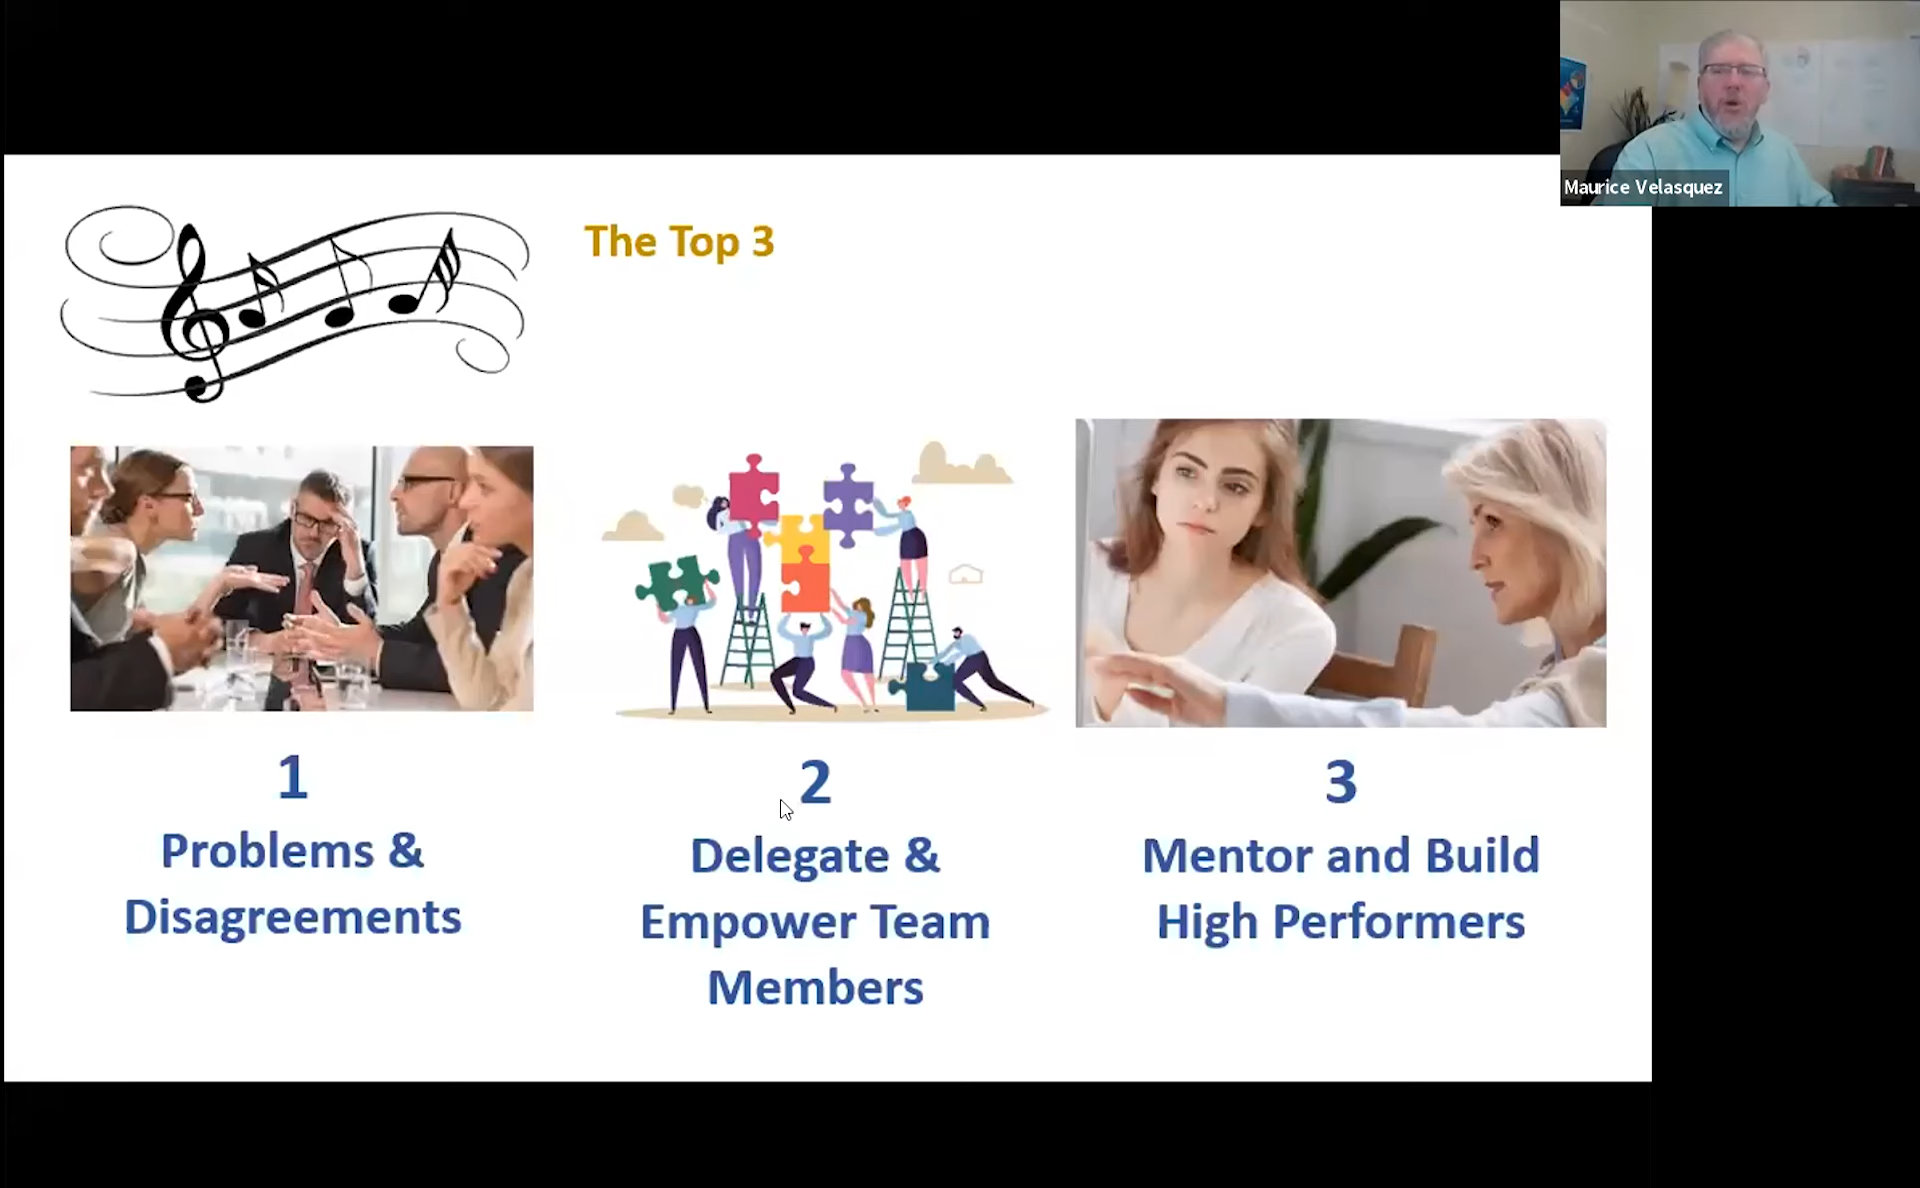 Maurice Velasquez
The Top 3
1
Problems &
Disagreements
2
Delegate &
Empower Team
Members
3
Mentor and Build
High Performers